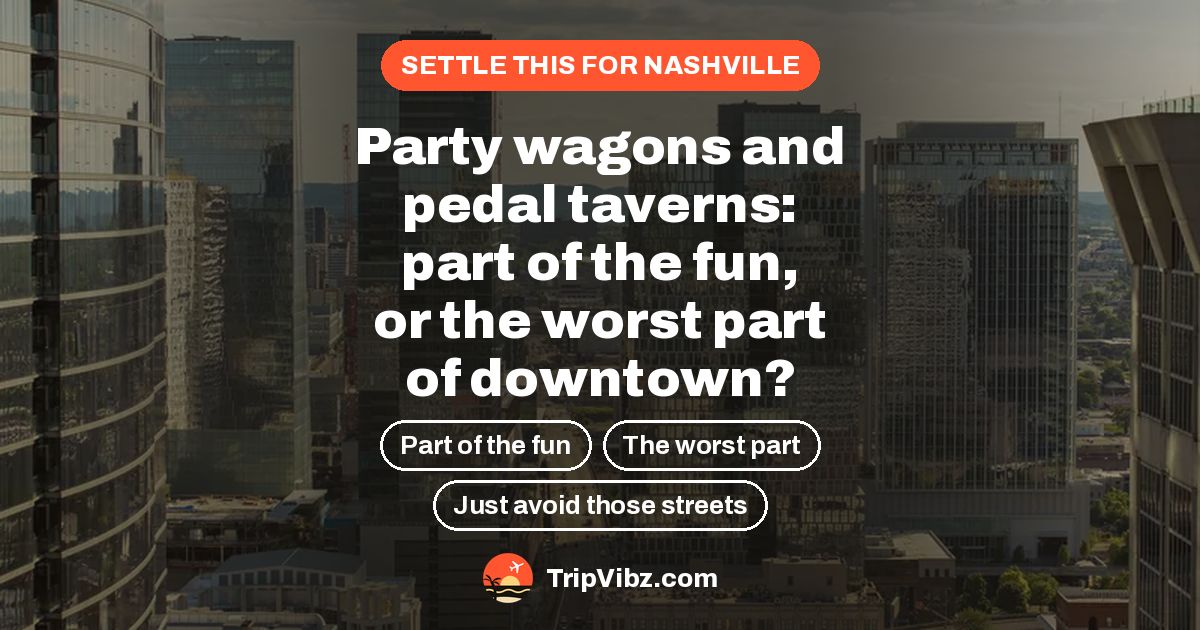 SETTLE THIS FOR NASHVILLE
Party wagons and
pedal taverns:
part of the fun,
or the worst part
of downtown?
Part of the fun
The worst part
Just avoid those streets
TripVibz.com